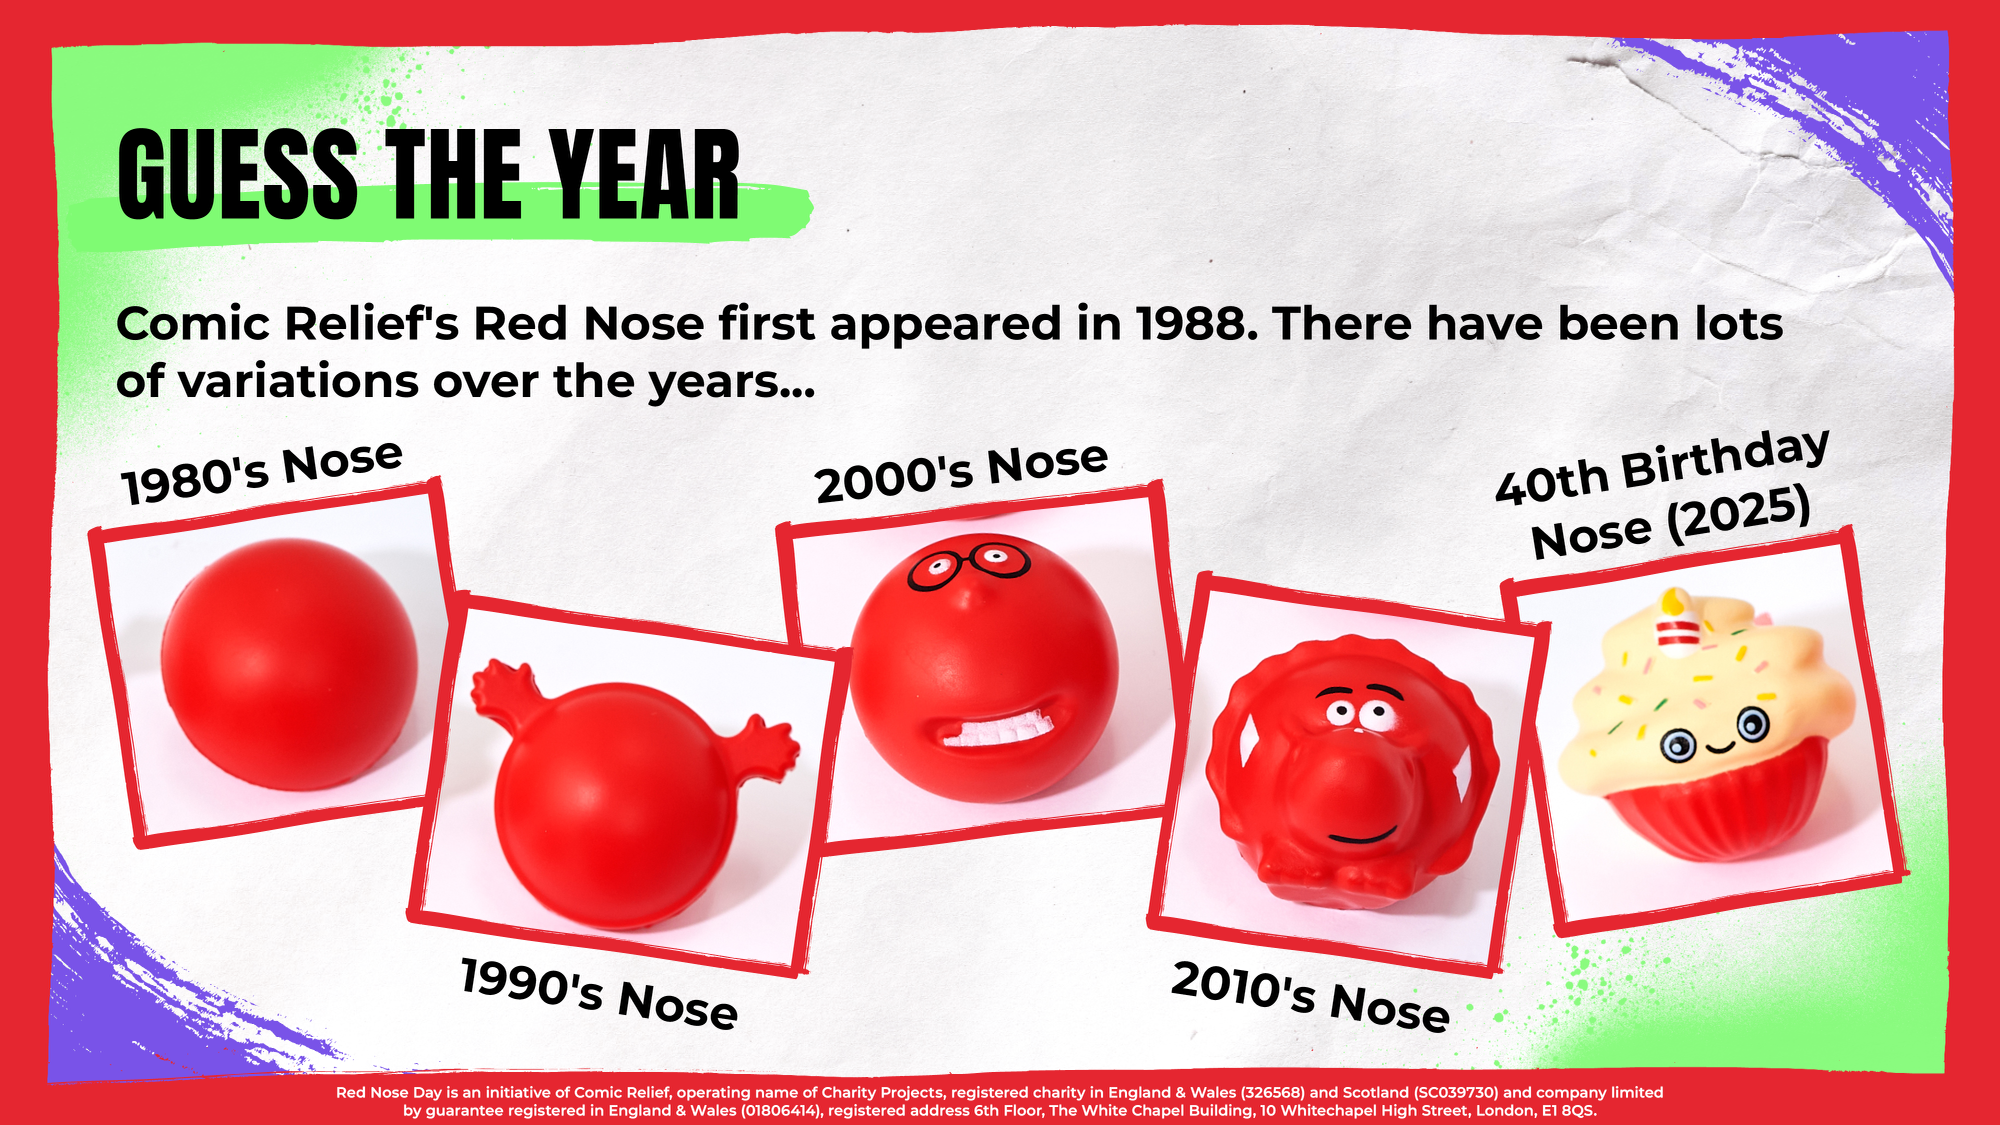 GUESS THE YEAR
Comic Relief's Red Nose first appeared in 1988. There have been lots
of variations over the years...
1980's Nose
1990's Nose
2000's Nose
2010's Nose
40th Birthday
Nose (2025)
Red Nose Day is an initiative of Comic Relief, operating name of Charity Projects, registered charity in England & Wales (326568) and Scotland (SC039730) and company limited
by guarantee registered in England & Wales (01806414), registered address 6th Floor, The White Chapel Building, 10 Whitechapel High Street, London, E1 8QS.